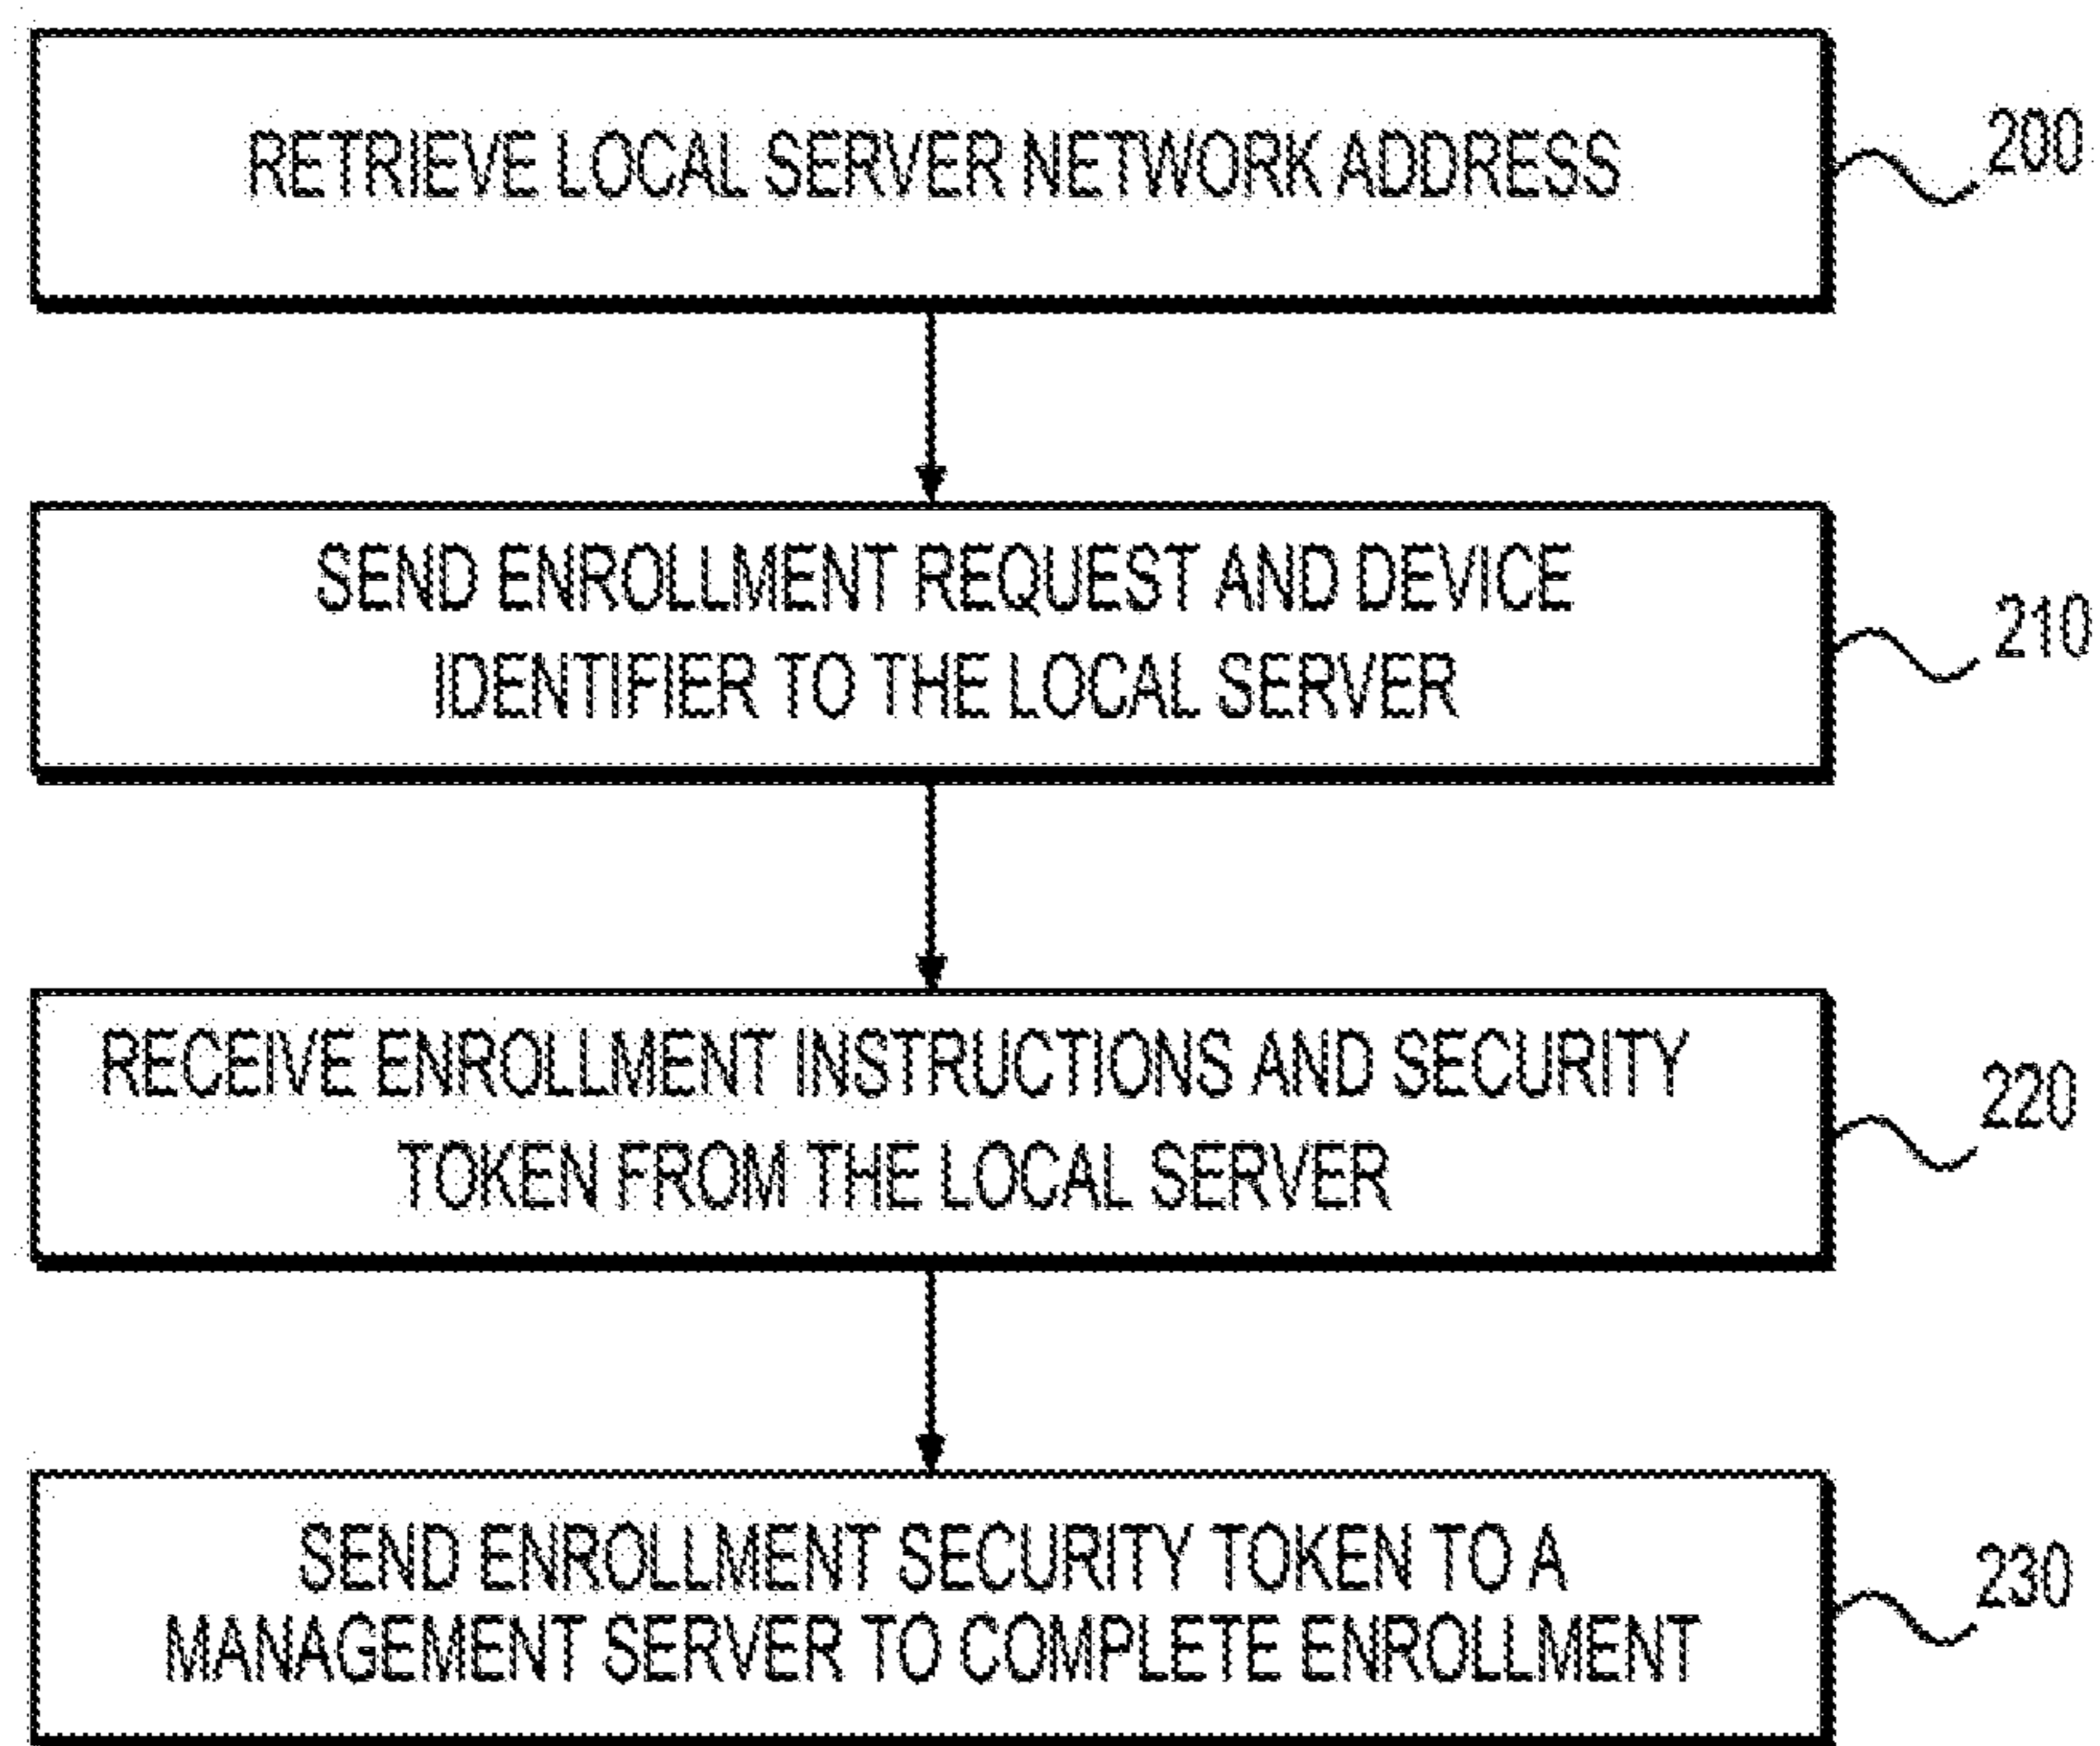 RETRIEVE LOCAL SERVER NETWORK ADDRESS
200
SEND ENROLLMENT REQUEST AND DEVICE
IDENTIFIER TO THE LOCAL SERVER
210
RECEIVE ENROLLMENT INSTRUCTIONS AND SECURITY
TOKEN FROM THE LOCAL SERVER
220
SEND ENROLLMENT SECURITY TOKEN TO A
MANAGEMENT SERVER TO COMPLETE ENROLLMENT
230